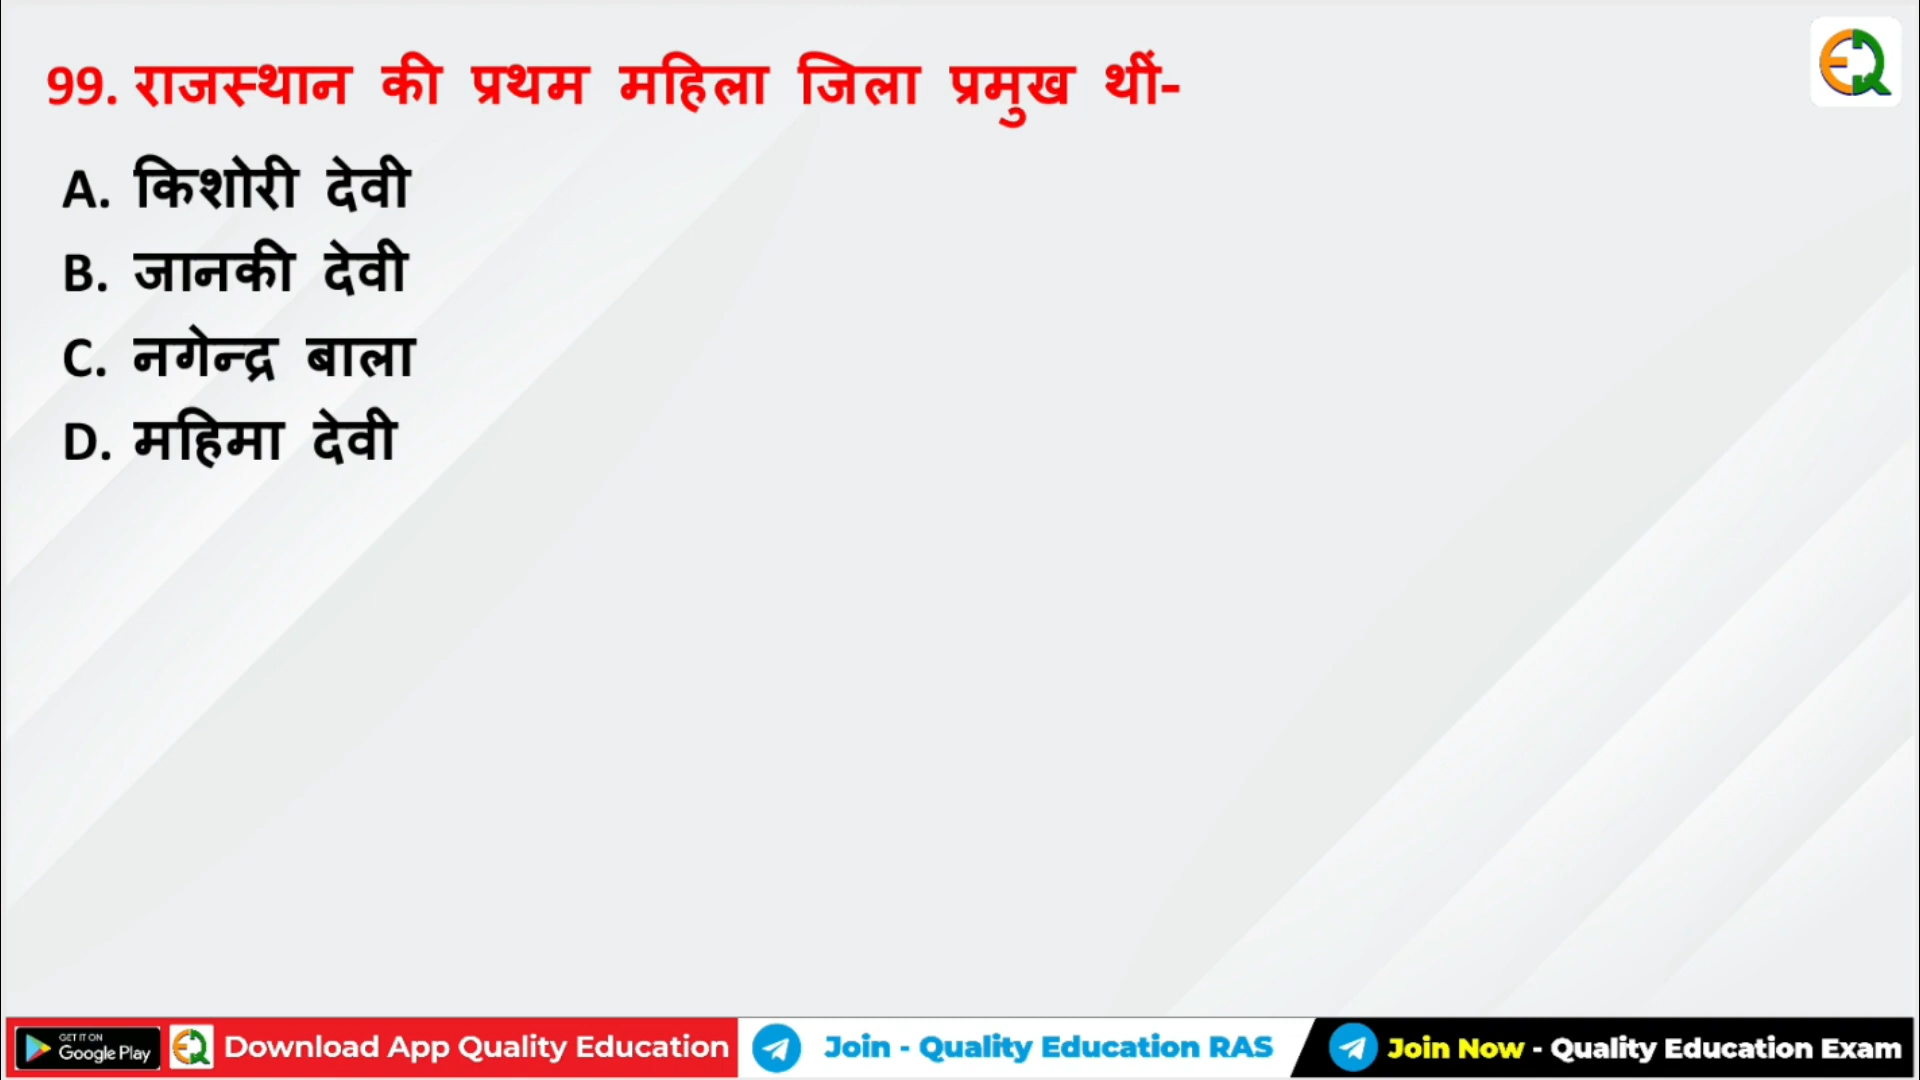 99. राजस्थान की प्रथम महिला जिला प्रमुख थीं-
A. किशोरी देवी
B. जानकी देवी
C. नगेन्द्र बाला
D. महिमा देवी
GET IT ON
Google Play
Download App Quality Education
Join - Quality Education RAS
Join Now - Quality Education Exam